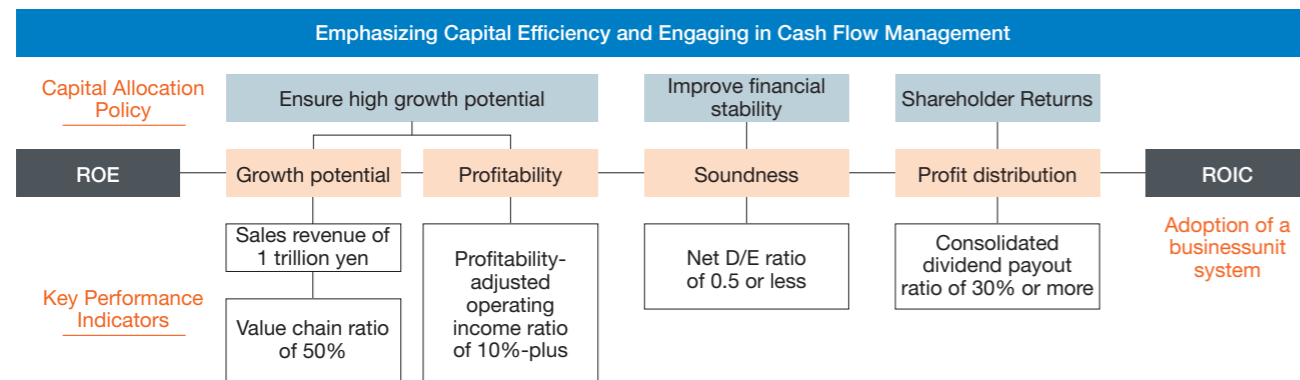 Emphasizing Capital Efficiency and Engaging in Cash Flow Management
Capital Allocation
Policy
Ensure high growth potential
Improve financial
stability
Shareholder Returns
ROE
Growth potential
Profitability
Soundness
Profit distribution
ROIC
Adoption of a
businessunit
system
Key Performance
Indicators
Sales revenue of
1 trillion yen
Value chain ratio
of 50%
Profitability-
adjusted
operating
income ratio
of 10%-plus
Net D/E ratio
of 0.5 or less
Consolidated
dividend payout
ratio of 30% or more